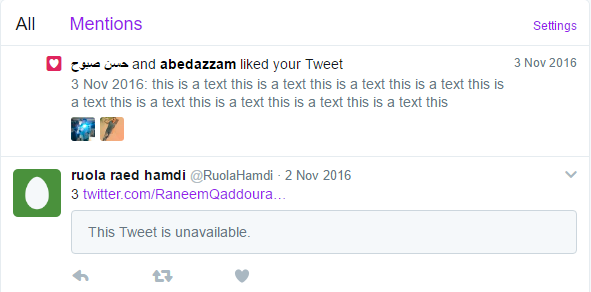 All Mentions Settings
حسن صبوح and abedazzam liked your Tweet 3 Nov 2016
3 Nov 2016: this is a text this is a text this is a text this is a text this is
a text this is a text this is a text this is a text this is a text this
ruola raed hamdi @RuolaHamdi · 2 Nov 2016
3 twitter.com/RaneemQaddoura…
This Tweet is unavailable.